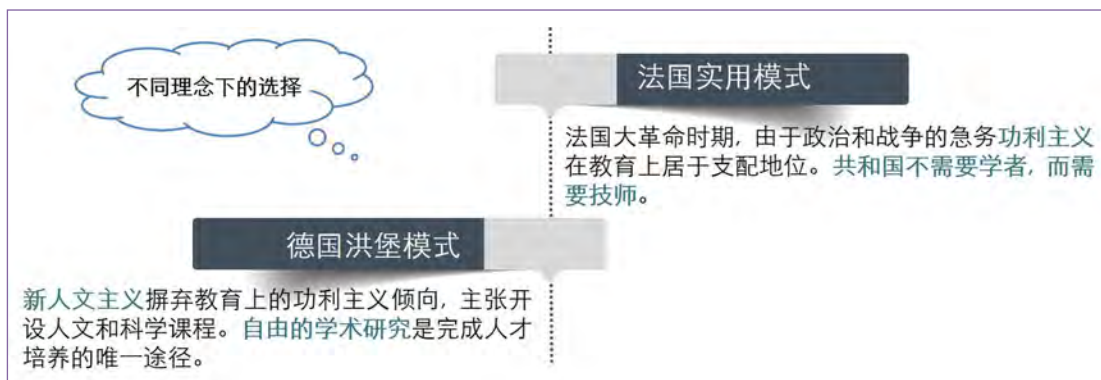 不同理念下的选择
法国实用模式
法国大革命时期, 由于政治和战争的急务功利主义
在教育上居于支配地位。共和国不需要学者, 而需
要技师。
德国洪堡模式
新人文主义摒弃教育上的功利主义倾向, 主张开
设人文和科学课程。自由的学术研究是完成人才
培养的唯一途径。